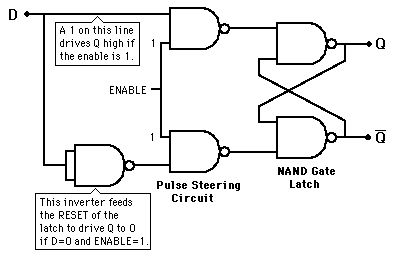 D
A 1 on this line
drives Q high if
the enable is 1.
1
Q
ENABLE
1
Q̅
Pulse Steering
Circuit
NAND Gate
Latch
This inverter feeds
the RESET of the
latch to drive Q to 0
if D=0 and ENABLE=1.